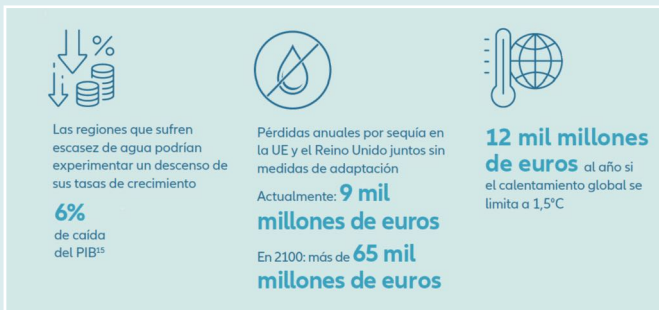 %
Las regiones que sufren
escasez de agua podrían
experimentar un descenso de
sus tasas de crecimiento
6%
de caída
del PIB¹⁵
Pérdidas anuales por sequía en
la UE y el Reino Unido juntos sin
medidas de adaptación
Actualmente: 9 mil
millones de euros
En 2100: más de 65 mil
millones de euros
12 mil millones
de euros al año si
el calentamiento global se
limita a 1,5°C